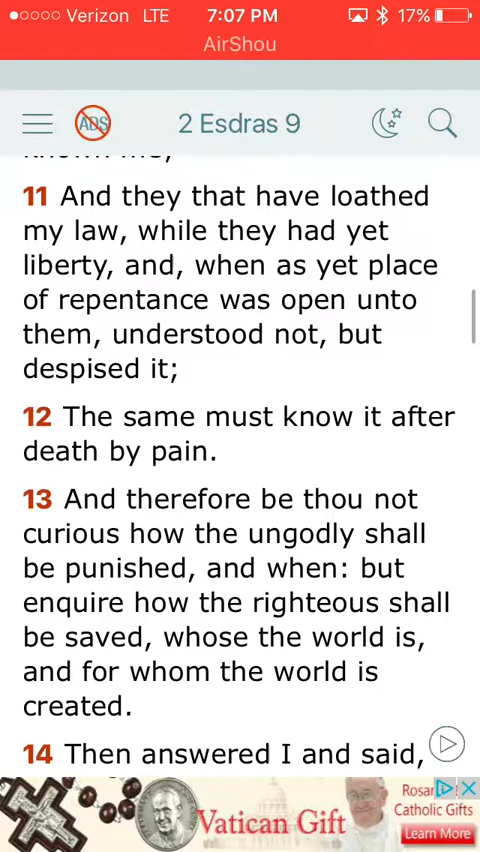 Verizon LTE 7:07 PM 17%
AirShou
ADS 2 Esdras 9
known me;
11 And they that have loathed
my law, while they had yet
liberty, and, when as yet place
of repentance was open unto
them, understood not, but
despised it;
12 The same must know it after
death by pain.
13 And therefore be thou not
curious how the ungodly shall
be punished, and when: but
enquire how the righteous shall
be saved, whose the world is,
and for whom the world is
created.
14 Then answered I and said,
Vatican Gift
Catholic Gifts
Learn More